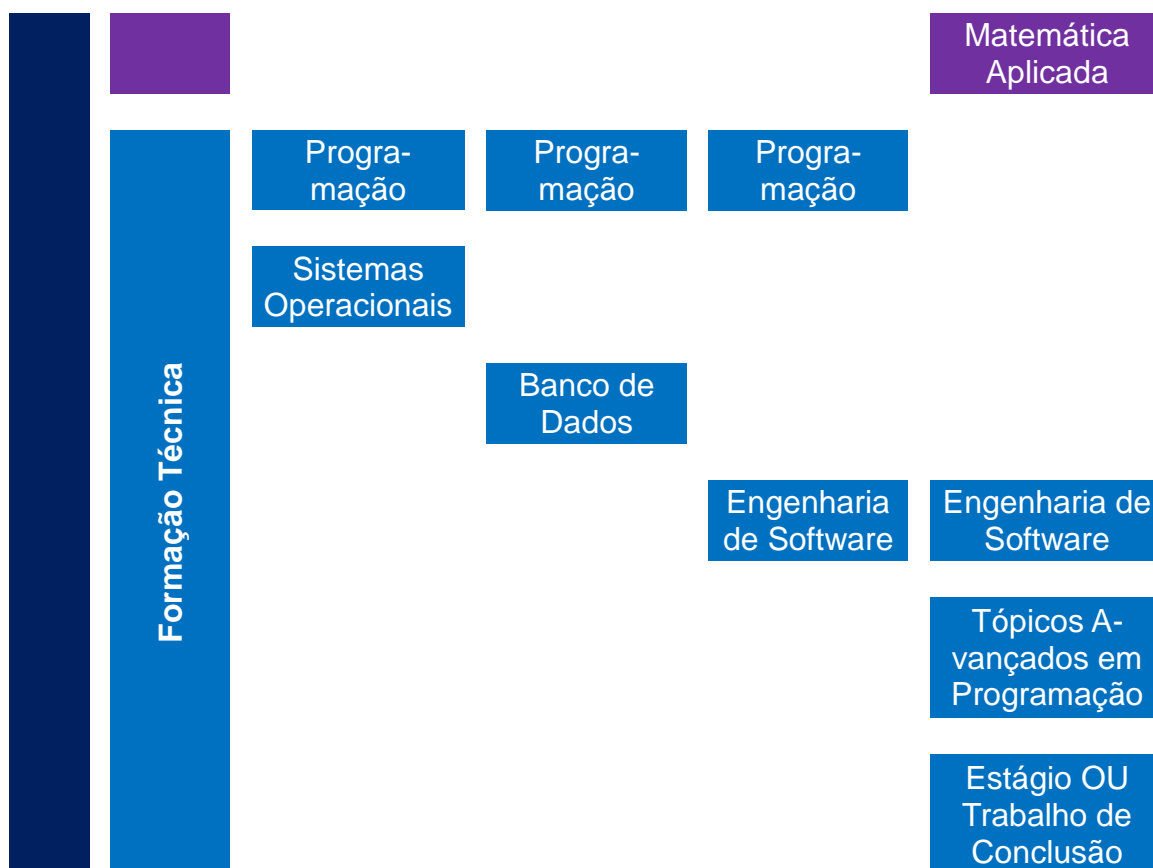 Matemática
Aplicada
Progra-
mação
Progra-
mação
Progra-
mação
Sistemas
Operacionais
Banco de
Dados
Formação Técnica
Engenharia
de Software
Engenharia de
Software
Tópicos A-
vançados em
Programação
Estágio OU
Trabalho de
Conclusão